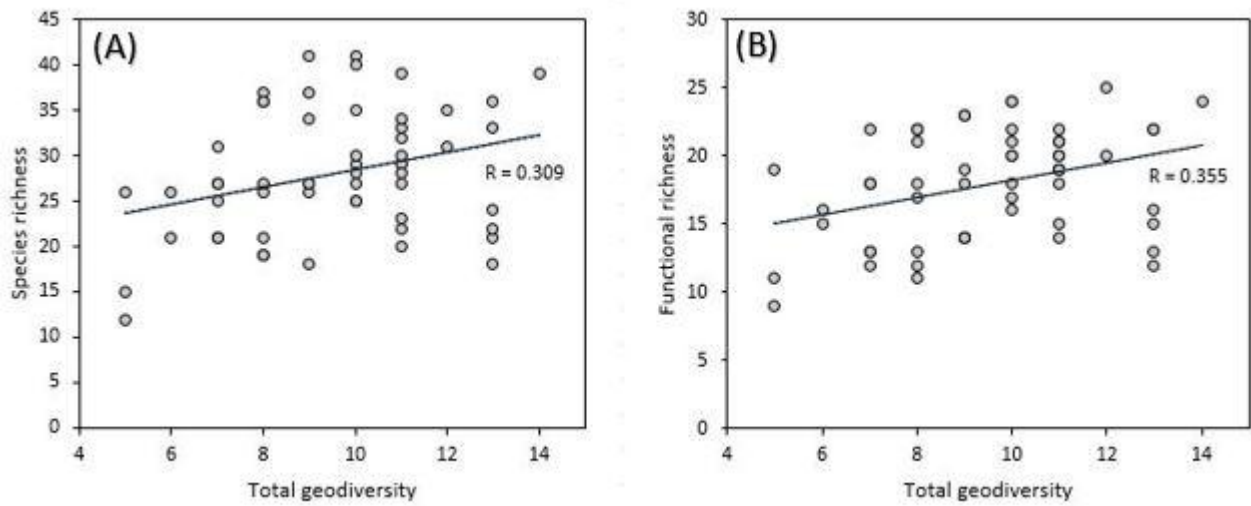 (A)
45
40
35
30
25
20
15
10
5
0
Species richness
R = 0.309
4 6 8 10 12 14
Total geodiversity
(B)
30
25
20
15
10
5
0
Functional richness
R = 0.355
4 6 8 10 12 14
Total geodiversity